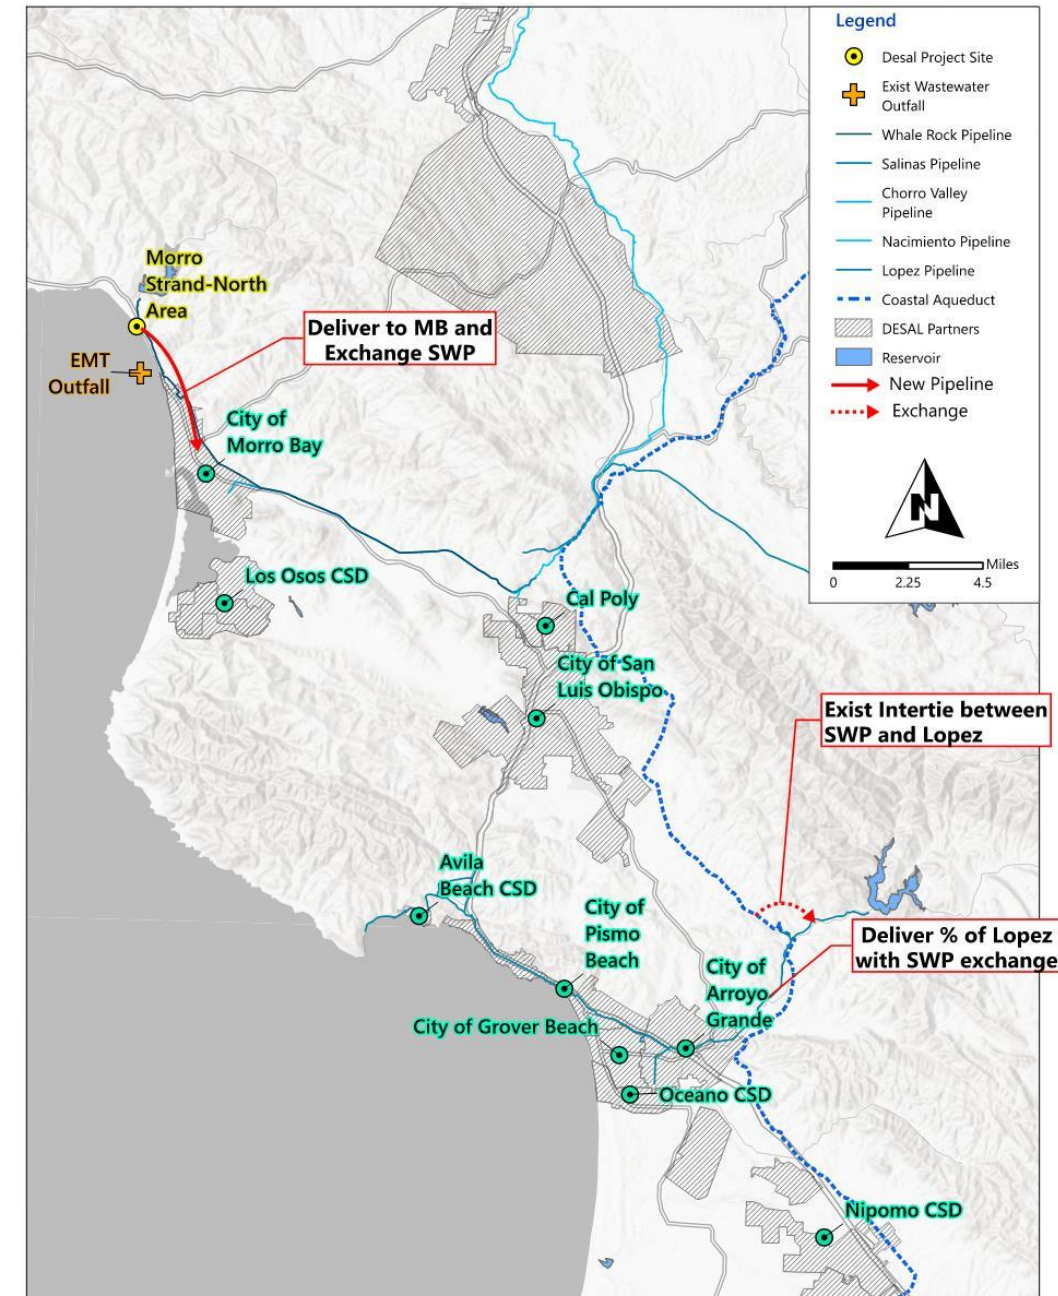 Legend
Desal Project Site
Exist Wastewater
Outfall
Whale Rock Pipeline
Salinas Pipeline
Chorro Valley
Pipeline
Nacimiento Pipeline
Lopez Pipeline
Coastal Aqueduct
DESAL Partners
Reservoir
New Pipeline
Exchange
N
Miles
0 2.25 4.5
Morro
Strand-North
Area
Deliver to MB and
Exchange SWP
EMT
Outfall
City of
Morro Bay
Los Osos CSD
Cal Poly
City of San
Luis Obispo
Exist Intertie between
SWP and Lopez
Avila
Beach CSD
City of
Pismo
Beach
Deliver % of Lopez
with SWP exchange
City of
Arroyo
Grande
City of Grover Beach
Oceano CSD
Nipomo CSD